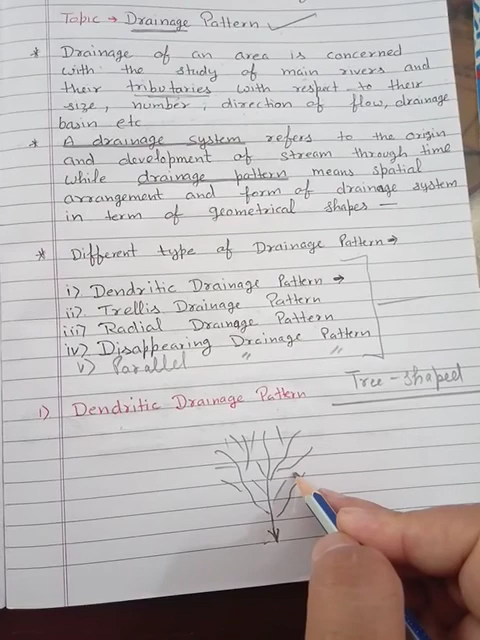 Topic → Drainage Pattern
* Drainage of an area is concerned
with the study of main rivers and
their tributaries with respect to their
size, number, direction of flow, drainage
basin etc
* A drainage system refers to the origin
and development of stream through time
while drainage pattern means spatial
arrangement and form of drainage system
in term of geometrical shapes —
* Different type of Drainage Pattern →
i) Dendritic Drainage Pattern →
ii) Trellis Drainage Pattern
iii) Radial Drainage Pattern
iv) Disappearing Drainage Pattern
v) Parallel " "
Tree-shaped
i) Dendritic Drainage Pattern